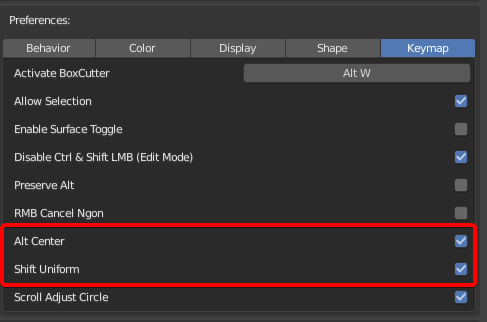 Preferences:
Behavior Color Display Shape Keymap
Activate BoxCutter Alt W
Allow Selection
Enable Surface Toggle
Disable Ctrl & Shift LMB (Edit Mode)
Preserve Alt
RMB Cancel Ngon
Alt Center
Shift Uniform
Scroll Adjust Circle